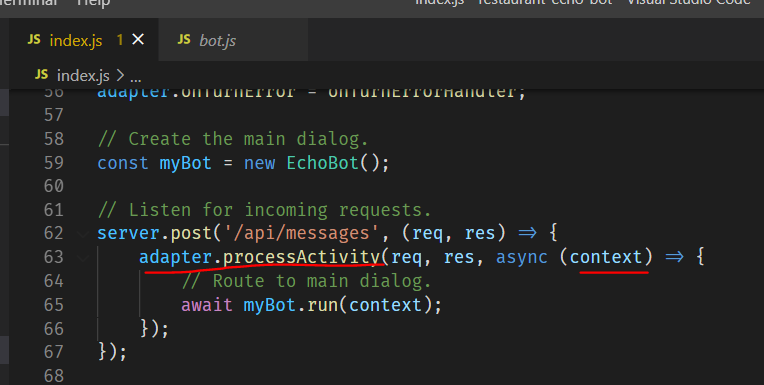 Terminal Help index.js - restaurant-echo-bot - Visual Studio Code
JS index.js 1 × JS bot.js
JS index.js > ...
56 adapter.onTurnError = onTurnErrorHandler;
57
58 // Create the main dialog.
59 const myBot = new EchoBot();
60
61 // Listen for incoming requests.
62 server.post('/api/messages', (req, res) => {
63 adapter.processActivity(req, res, async (context) => {
64 // Route to main dialog.
65 await myBot.run(context);
66 });
67 });
68